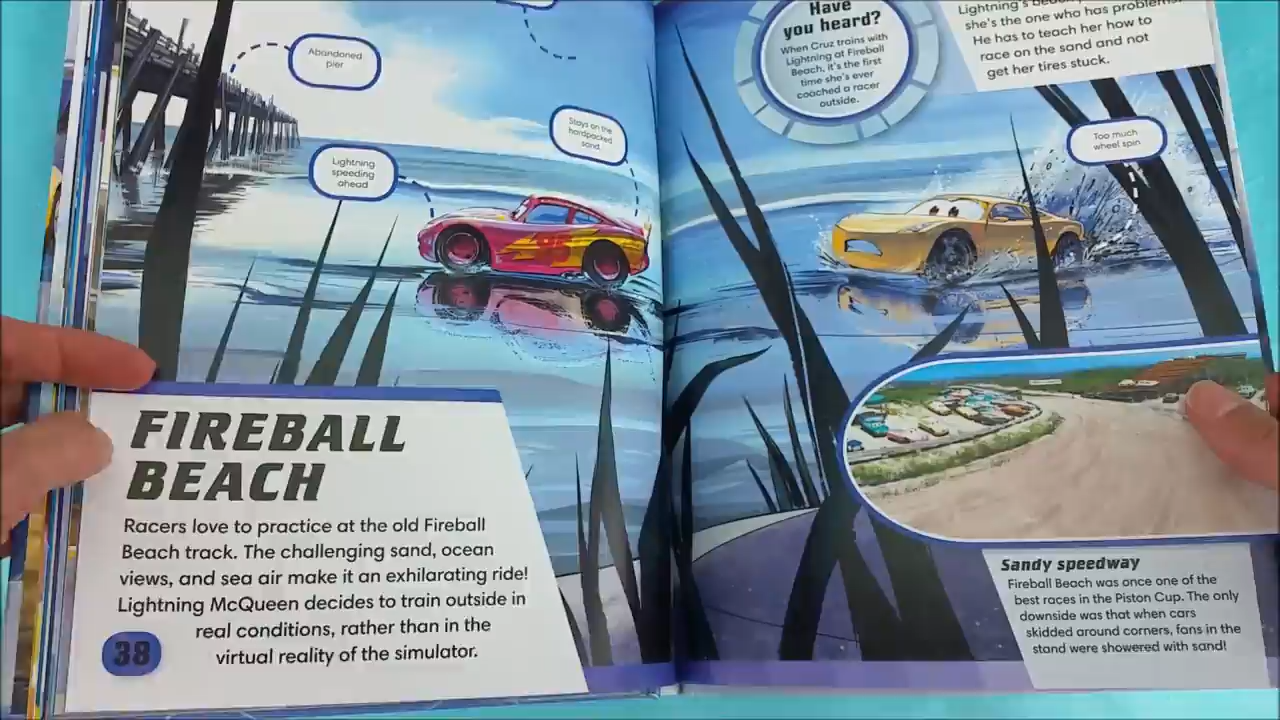 Abandoned
pier
Lightning
speeding
ahead
Stays on the
hardpacked
sand
FIREBALL
BEACH
Racers love to practice at the old Fireball
Beach track. The challenging sand, ocean
views, and sea air make it an exhilarating ride!
Lightning McQueen decides to train outside in
real conditions, rather than in the
virtual reality of the simulator.
38
Have
you heard?
When Cruz trains with
Lightning at Fireball
Beach, it's the first
time she's ever
coached a racer
outside.
Lightning's
she's the one who has problems.
He has to teach her how to
race on the sand and not
get her tires stuck.
Too much
wheel spin
Sandy speedway
Fireball Beach was once one of the
best races in the Piston Cup. The only
downside was that when cars
skidded around corners, fans in the
stand were showered with sand!